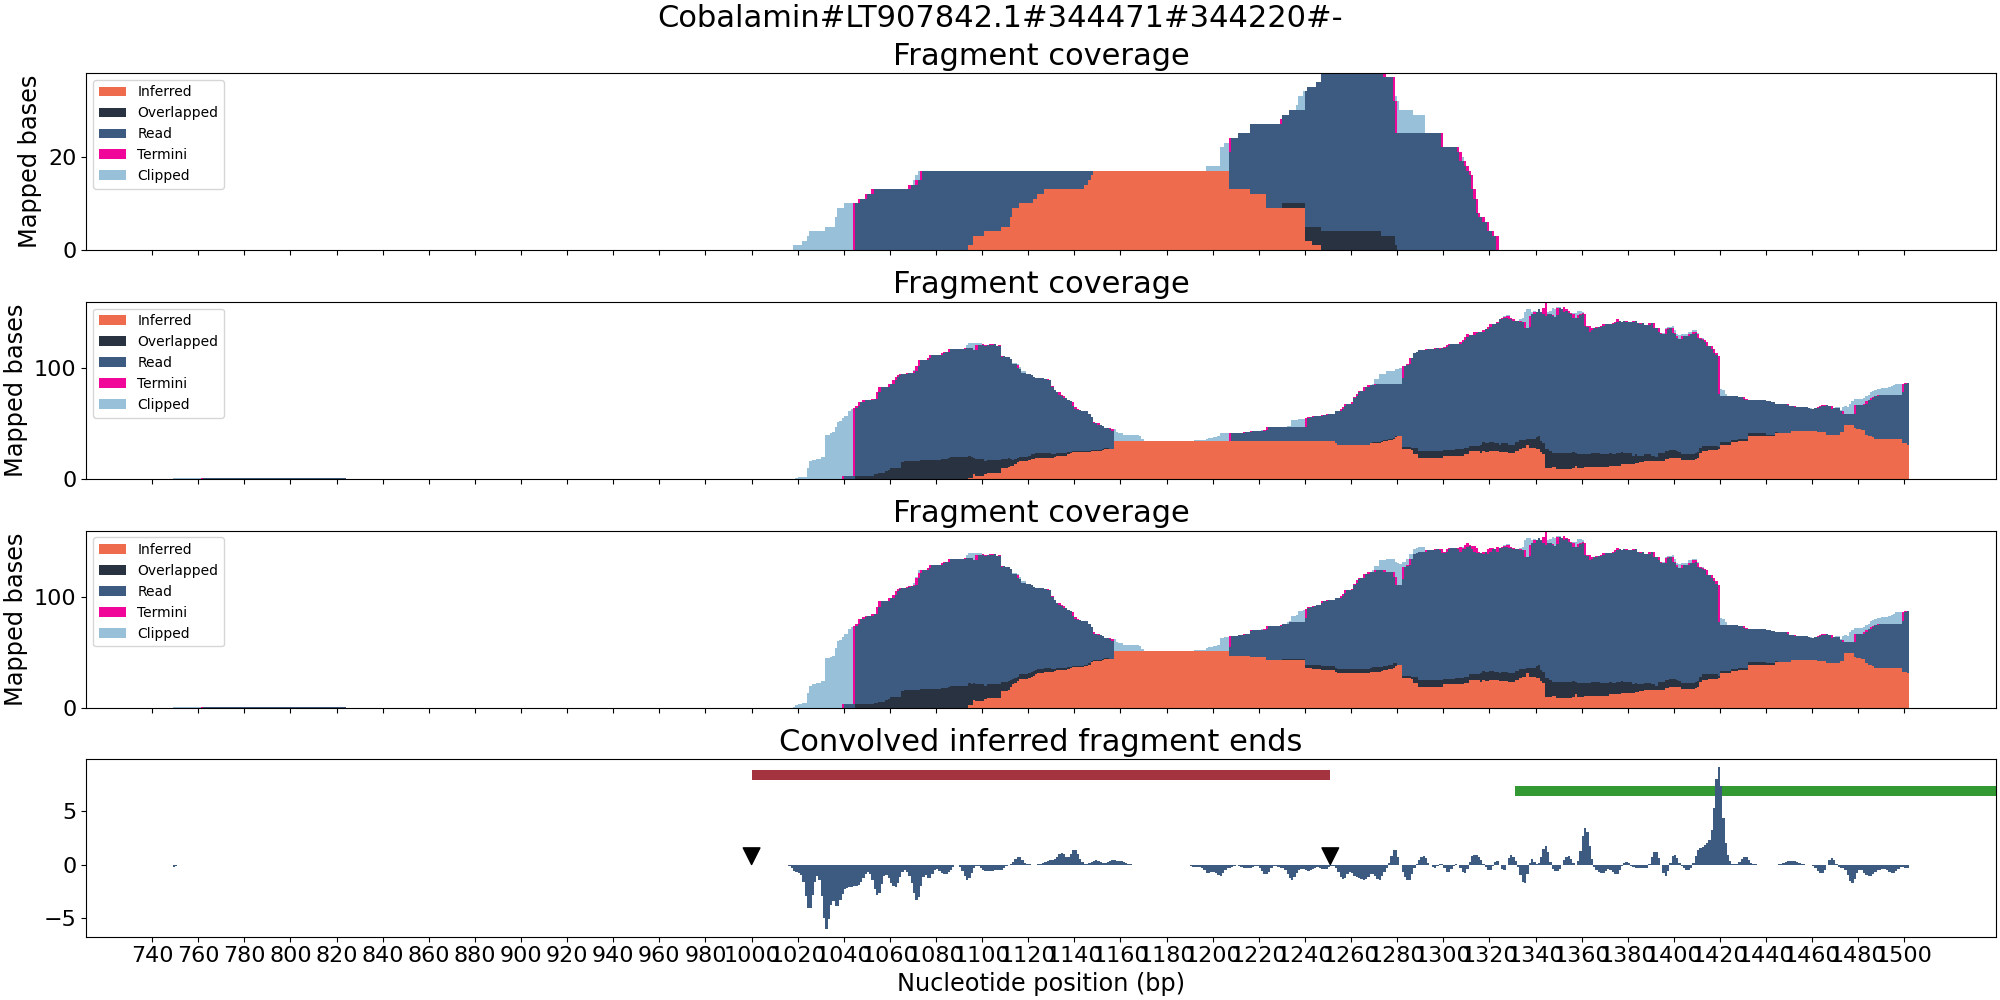 Cobalamin#LT907842.1#344471#344220#-
Fragment coverage
Mapped bases
20
0
Inferred
Overlapped
Read
Termini
Clipped
Fragment coverage
Mapped bases
100
0
Inferred
Overlapped
Read
Termini
Clipped
Fragment coverage
Mapped bases
100
0
Inferred
Overlapped
Read
Termini
Clipped
Convolved inferred fragment ends
5
0
−5
740 760 780 800 820 840 860 880 900 920 940 960 980 1000 1020 1040 1060 1080 1100 1120 1140 1160 1180 1200 1220 1240 1260 1280 1300 1320 1340 1360 1380 1400 1420 1440 1460 1480 1500
Nucleotide position (bp)